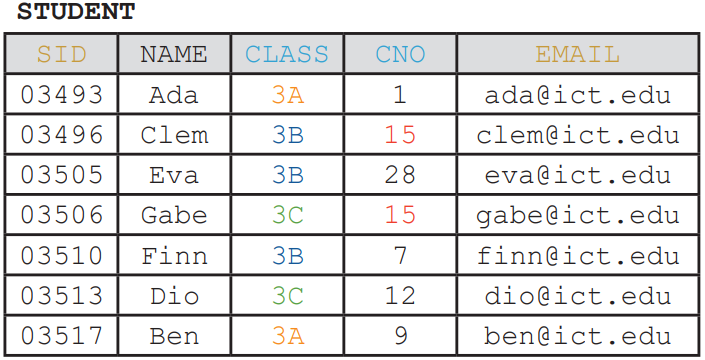 STUDENT
SID NAME CLASS CNO EMAIL
03493 Ada 3A 1 ada@ict.edu
03496 Clem 3B 15 clem@ict.edu
03505 Eva 3B 28 eva@ict.edu
03506 Gabe 3C 15 gabe@ict.edu
03510 Finn 3B 7 finn@ict.edu
03513 Dio 3C 12 dio@ict.edu
03517 Ben 3A 9 ben@ict.edu